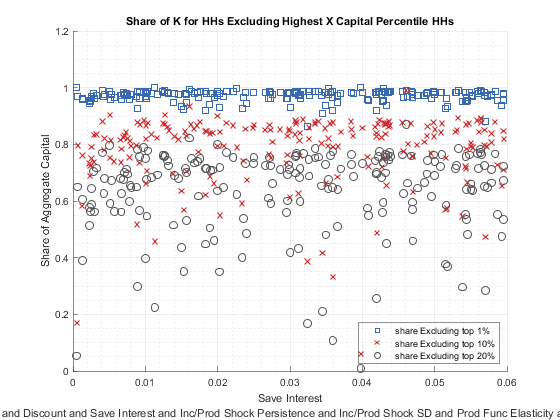 Share of K for HHs Excluding Highest X Capital Percentile HHs
1.2
1
0.8
0.6
0.4
0.2
0
Share of Aggregate Capital
share Excluding top 1%
share Excluding top 10%
share Excluding top 20%
0 0.01 0.02 0.03 0.04 0.05 0.06
Save Interest
and Discount and Save Interest and Inc/Prod Shock Persistence and Inc/Prod Shock SD and Prod Func Elasticity